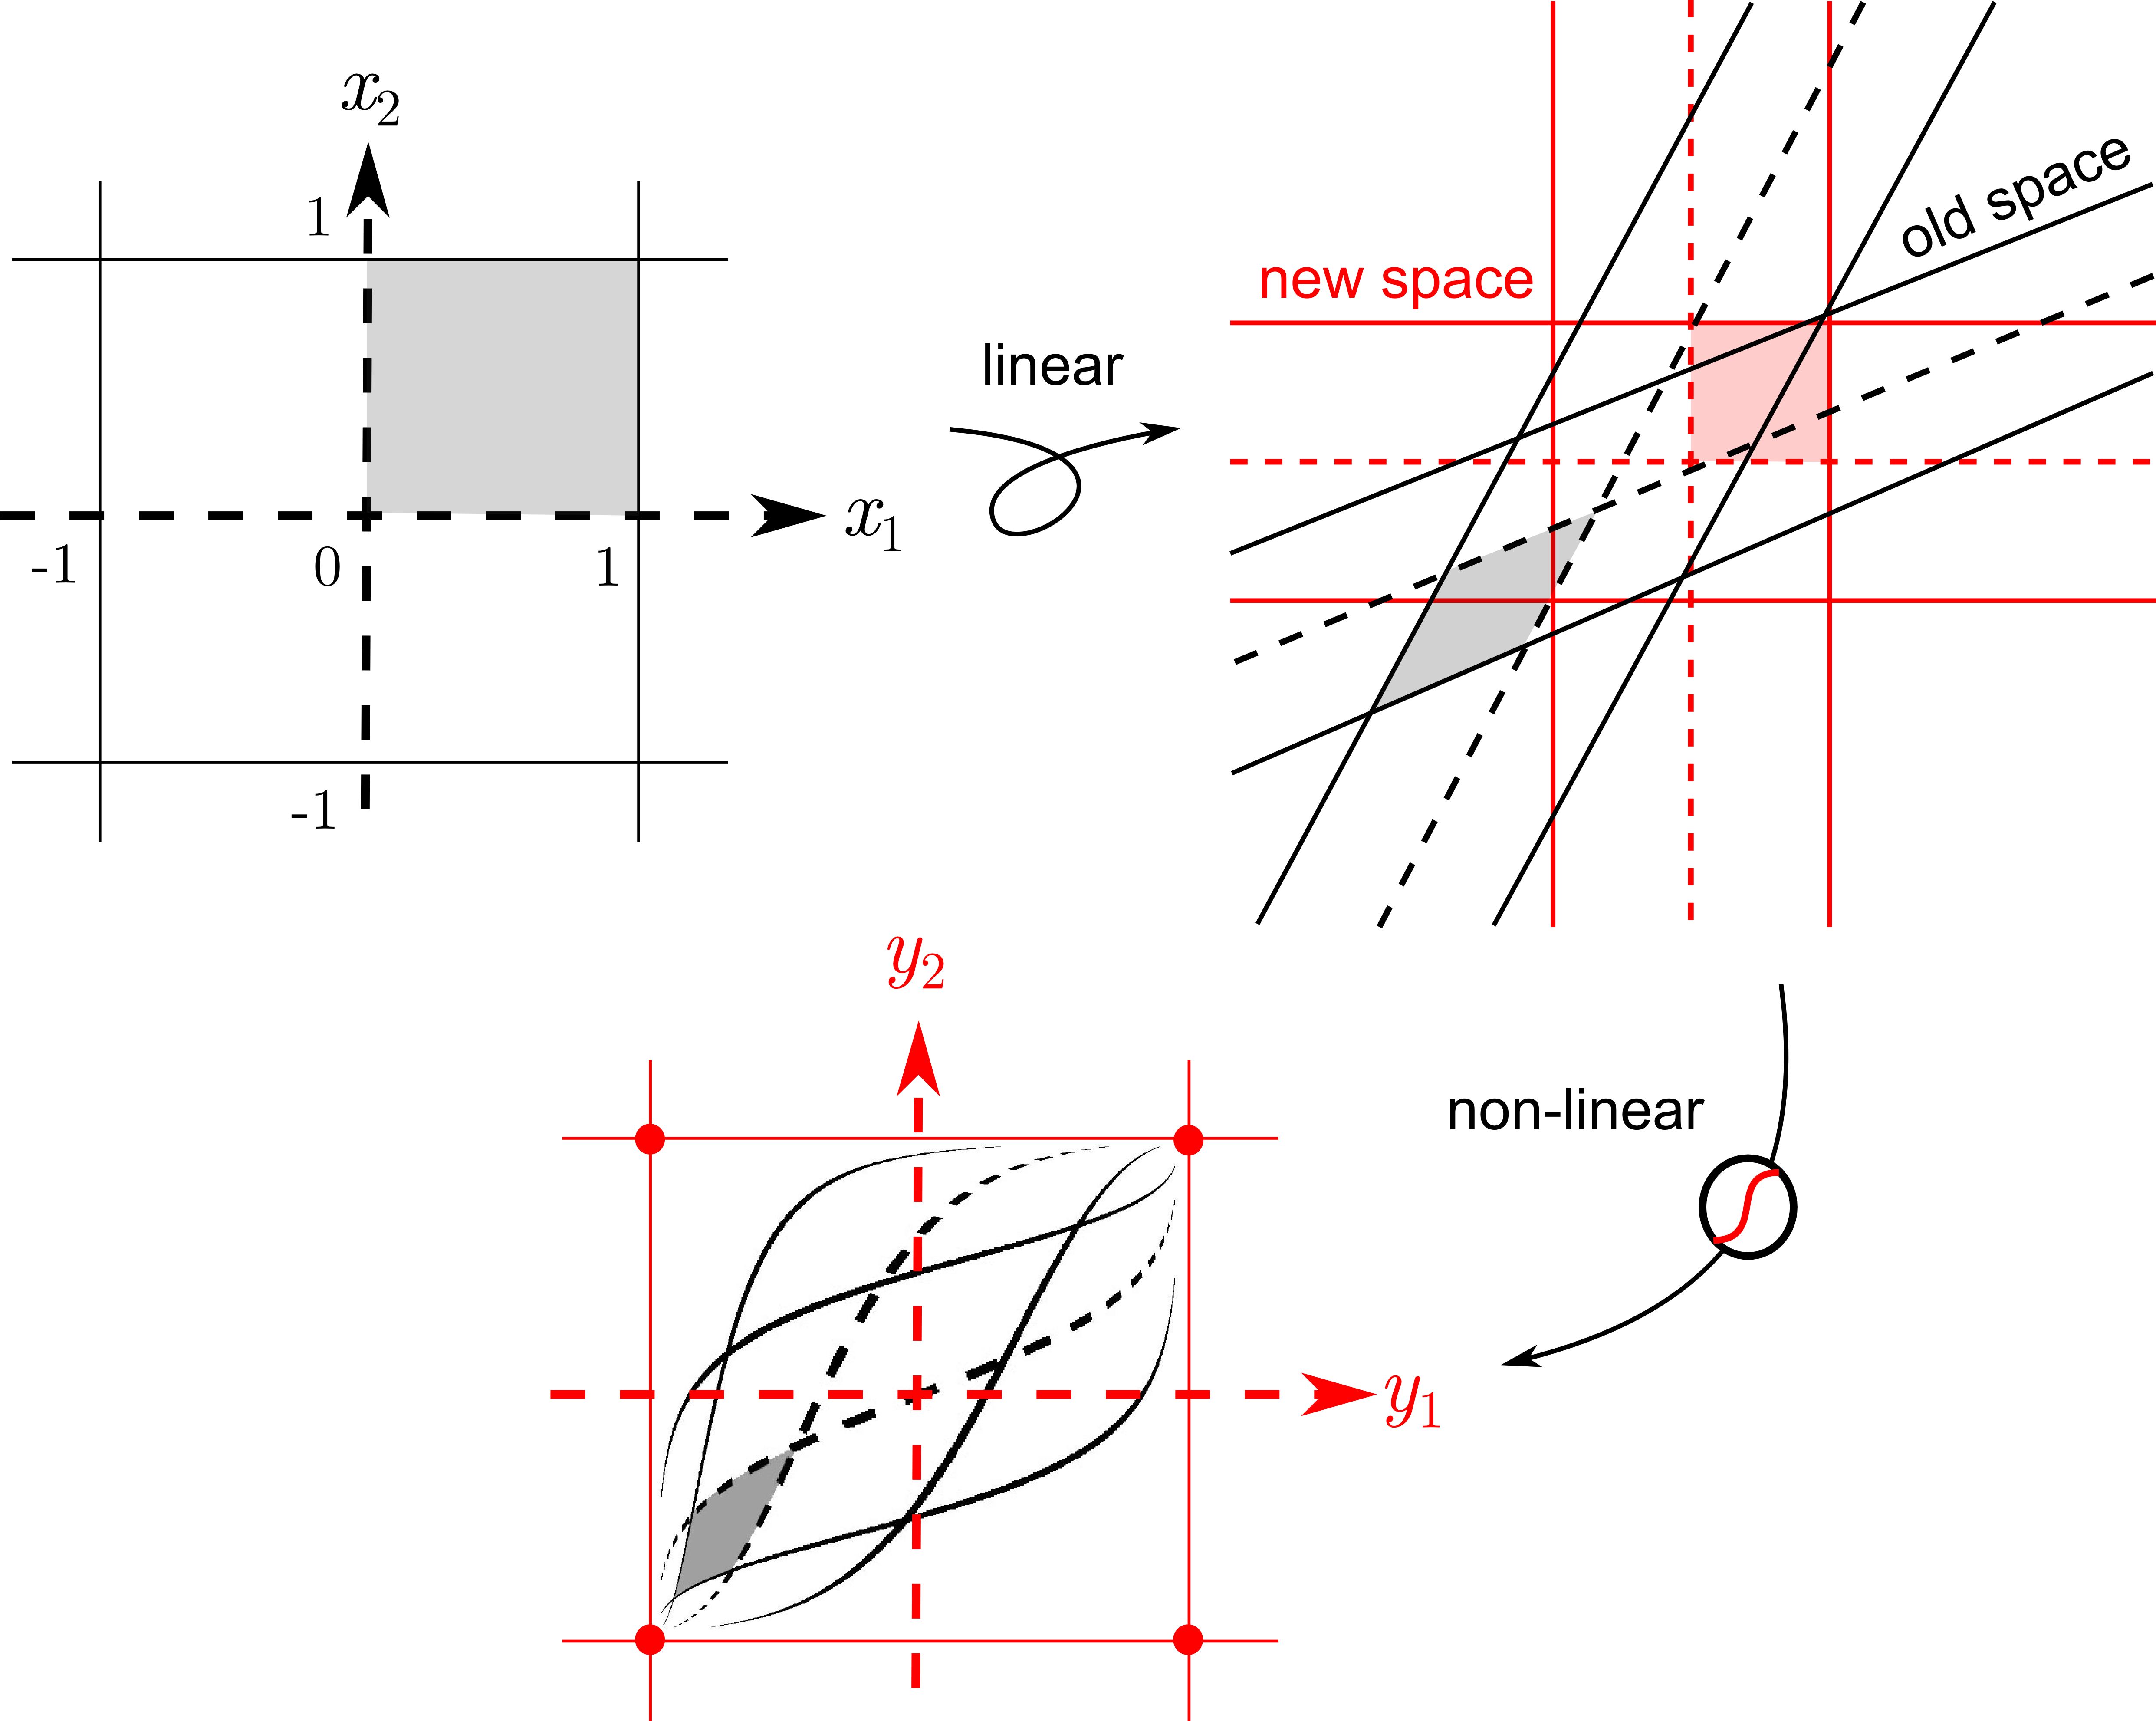 x₂
1
-1
0
1
x₁
-1
linear
new space
old space
non-linear
y₂
y₁